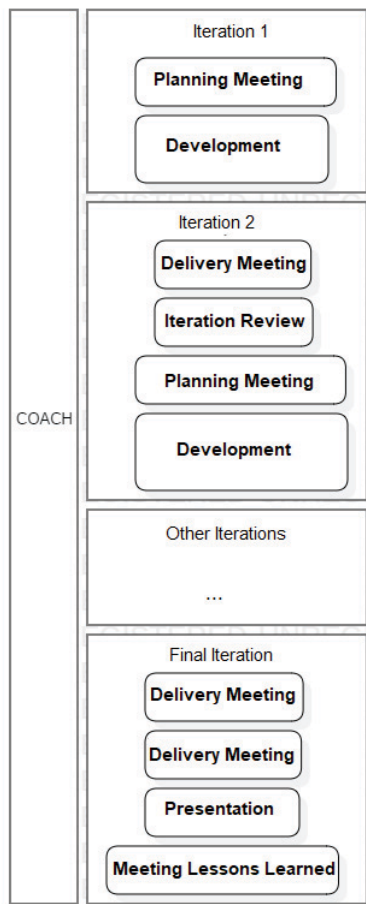 Iteration 1
Planning Meeting
Development
Iteration 2
Delivery Meeting
Iteration Review
Planning Meeting
Development
COACH
Other Iterations
...
Final Iteration
Delivery Meeting
Delivery Meeting
Presentation
Meeting Lessons Learned